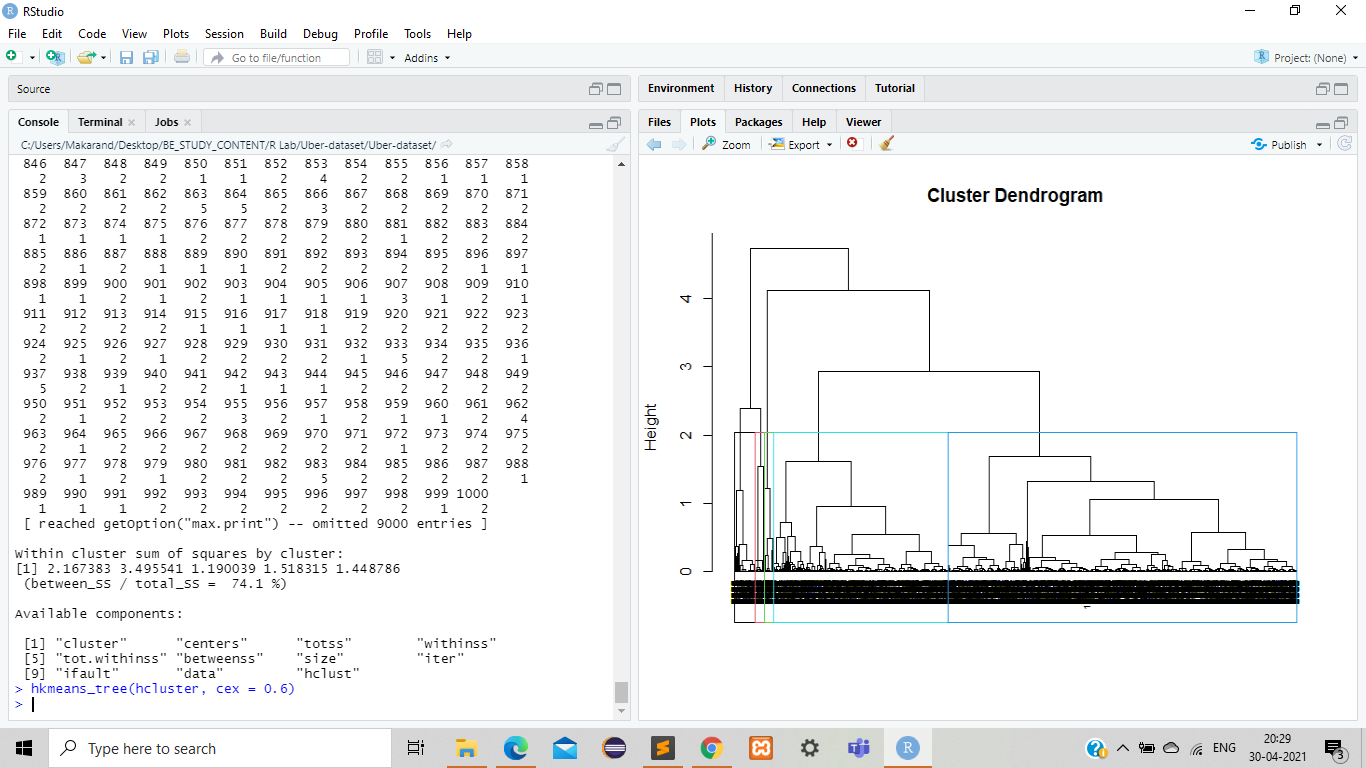 RStudio
File Edit Code View Plots Session Build Debug Profile Tools Help
Go to file/function Addins Project: (None)
Source
Console Terminal Jobs
C:/Users/Makarand/Desktop/BE_STUDY_CONTENT/R Lab/Uber-dataset/Uber-dataset/
846 847 848 849 850 851 852 853 854 855 856 857 858
2 3 2 2 1 1 2 4 2 2 1 1 1
859 860 861 862 863 864 865 866 867 868 869 870 871
2 2 2 2 5 5 2 3 2 2 2 2 2
872 873 874 875 876 877 878 879 880 881 882 883 884
1 1 1 1 2 2 2 2 2 1 2 2 2
885 886 887 888 889 890 891 892 893 894 895 896 897
2 1 2 1 1 1 2 2 2 2 2 1 1
898 899 900 901 902 903 904 905 906 907 908 909 910
1 1 2 1 2 1 1 1 1 3 1 2 1
911 912 913 914 915 916 917 918 919 920 921 922 923
2 2 2 2 1 1 1 1 2 2 2 2 2
924 925 926 927 928 929 930 931 932 933 934 935 936
2 1 2 1 2 2 2 2 1 5 2 2 1
937 938 939 940 941 942 943 944 945 946 947 948 949
5 2 1 2 2 1 1 1 2 2 2 2 2
950 951 952 953 954 955 956 957 958 959 960 961 962
2 1 2 2 2 3 2 1 2 1 1 2 4
963 964 965 966 967 968 969 970 971 972 973 974 975
2 1 2 2 2 2 2 2 2 1 2 2 2
976 977 978 979 980 981 982 983 984 985 986 987 988
2 1 2 1 2 2 2 5 2 2 2 2 1
989 990 991 992 993 994 995 996 997 998 999 1000
1 1 1 2 2 2 2 2 2 2 1 2
[ reached getOption("max.print") -- omitted 9000 entries ]
Within cluster sum of squares by cluster:
[1] 2.167383 3.495541 1.190039 1.518315 1.448786
(between_SS / total_SS = 74.1 %)
Available components:
[1] "cluster" "centers" "totss" "withinss"
[5] "tot.withinss" "betweenss" "size" "iter"
[9] "ifault" "data" "hclust"
> hkmeans_tree(hcluster, cex = 0.6)
>
Environment History Connections Tutorial
Files Plots Packages Help Viewer
Zoom Export Publish
Cluster Dendrogram
Height
4
3
2
1
0
Type here to search
ENG
20:29
30-04-2021
3